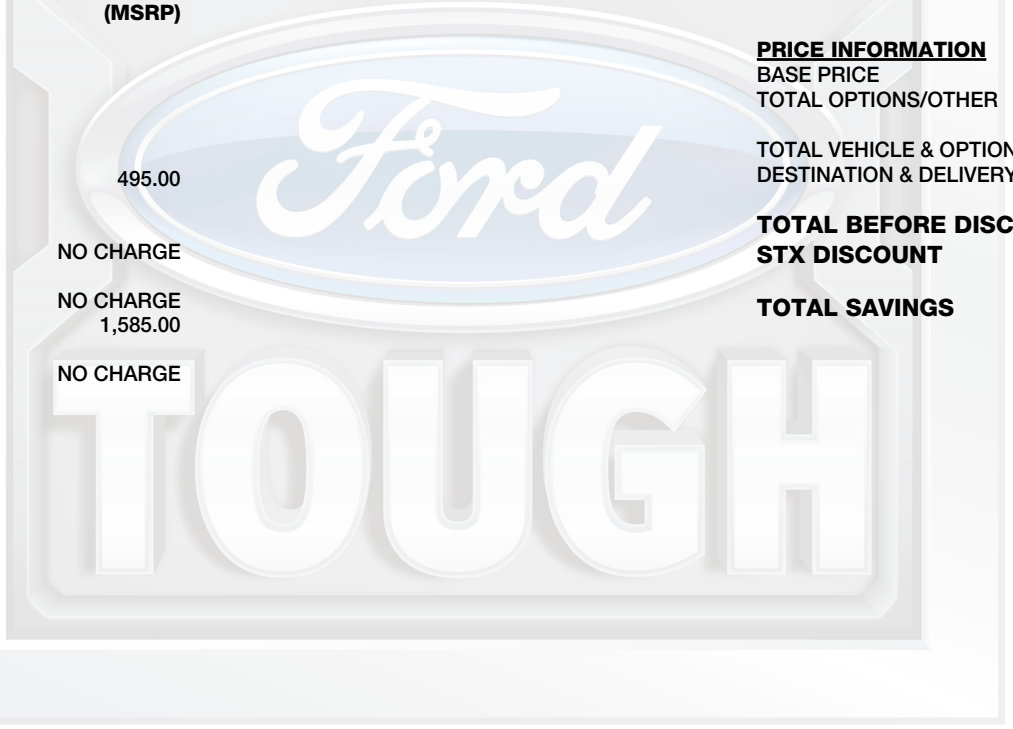 (MSRP)
495.00
NO CHARGE
NO CHARGE
1,585.00
NO CHARGE
PRICE INFORMATION
BASE PRICE
TOTAL OPTIONS/OTHER
TOTAL VEHICLE & OPTION
DESTINATION & DELIVERY
TOTAL BEFORE DISC
STX DISCOUNT
TOTAL SAVINGS
Ford
TOUGH